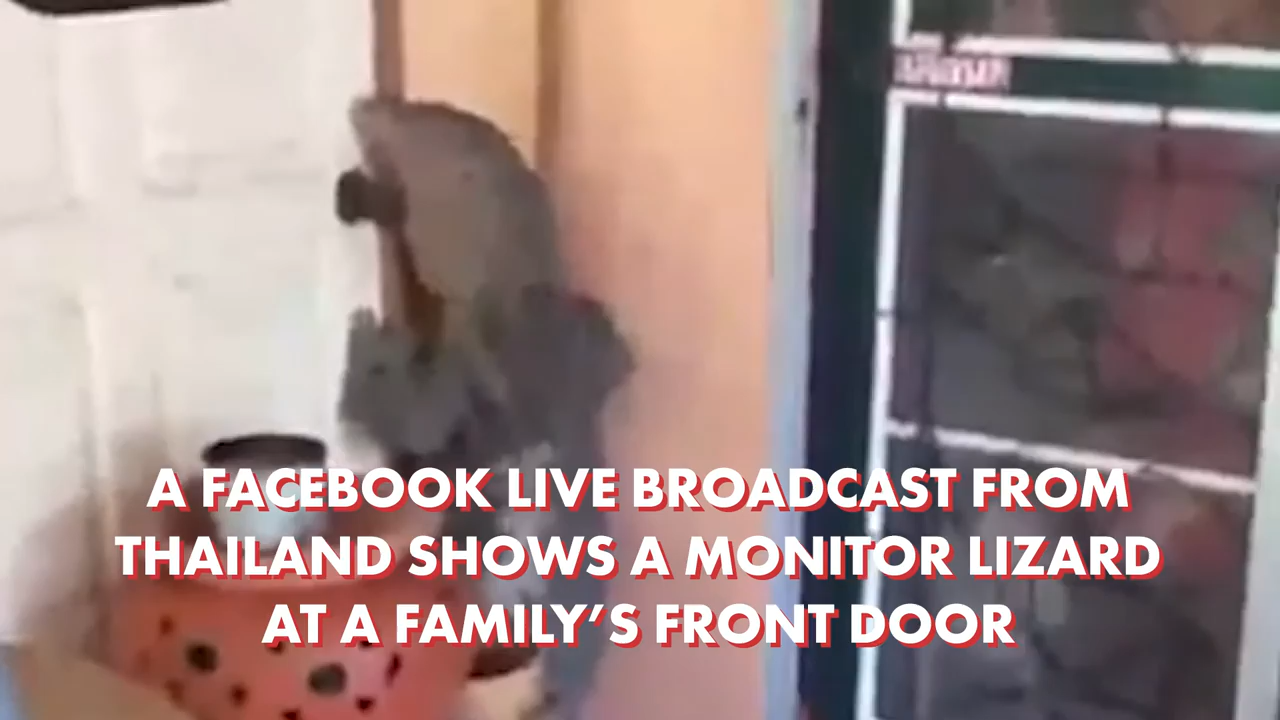 A FACEBOOK LIVE BROADCAST FROM
THAILAND SHOWS A MONITOR LIZARD
AT A FAMILY’S FRONT DOOR